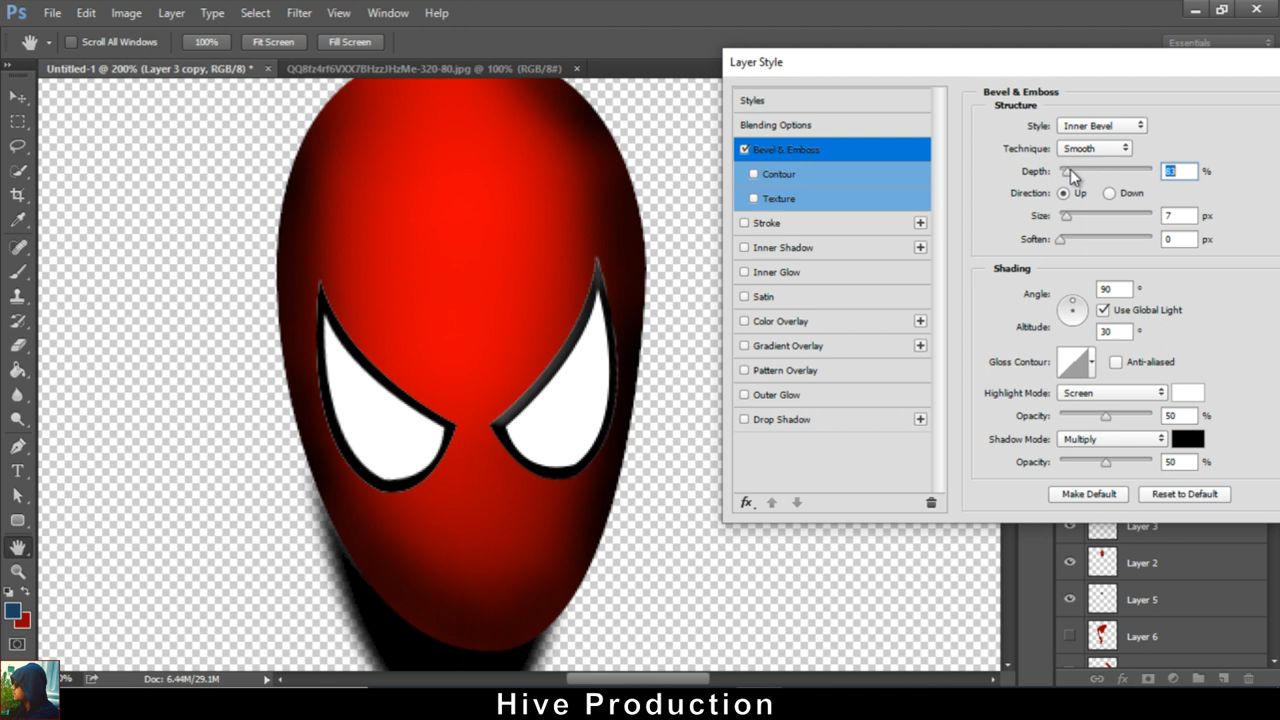 Ps File Edit Image Layer Type Select Filter View Window Help
Scroll All Windows 100% Fit Screen Fill Screen Essentials
Untitled-1 @ 200% (Layer 3 copy, RGB/8) * × QQ8fz4rf6VXX7BHzzJHzMe-320-80.jpg @ 100% (RGB/8#) ×
Layer Style
Styles
Blending Options
Bevel & Emboss
Contour
Texture
Stroke
Inner Shadow
Inner Glow
Satin
Color Overlay
Gradient Overlay
Pattern Overlay
Outer Glow
Drop Shadow
fx
Bevel & Emboss
Structure
Style: Inner Bevel
Technique: Smooth
Depth: 83 %
Direction: Up Down
Size: 7 px
Soften: 0 px
Shading
Angle: 90 °
Use Global Light
Altitude: 30 °
Gloss Contour: Anti-aliased
Highlight Mode: Screen
Opacity: 50 %
Shadow Mode: Multiply
Opacity: 50 %
Make Default Reset to Default
Layer 3
Layer 2
Layer 5
Layer 6
fx
Doc: 6.44M/29.1M
Hive Production